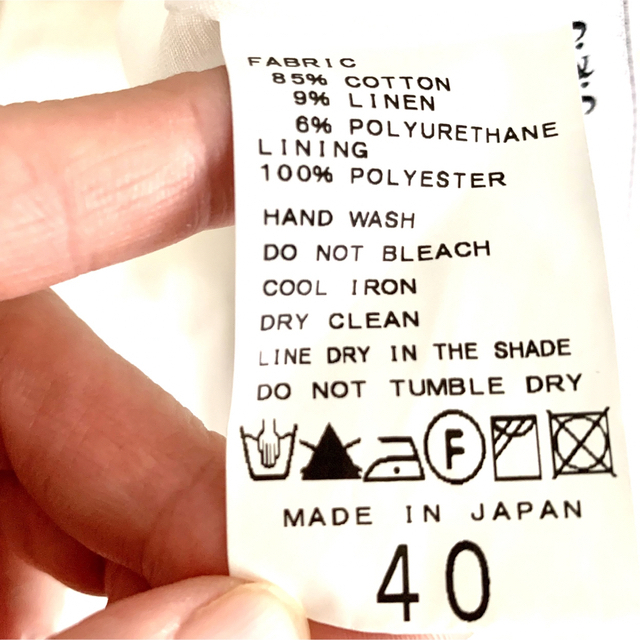 FABRIC
85% COTTON
9% LINEN
6% POLYURETHANE
LINING
100% POLYESTER
HAND WASH
DO NOT BLEACH
COOL IRON
DRY CLEAN
LINE DRY IN THE SHADE
DO NOT TUMBLE DRY
F
MADE IN JAPAN
40